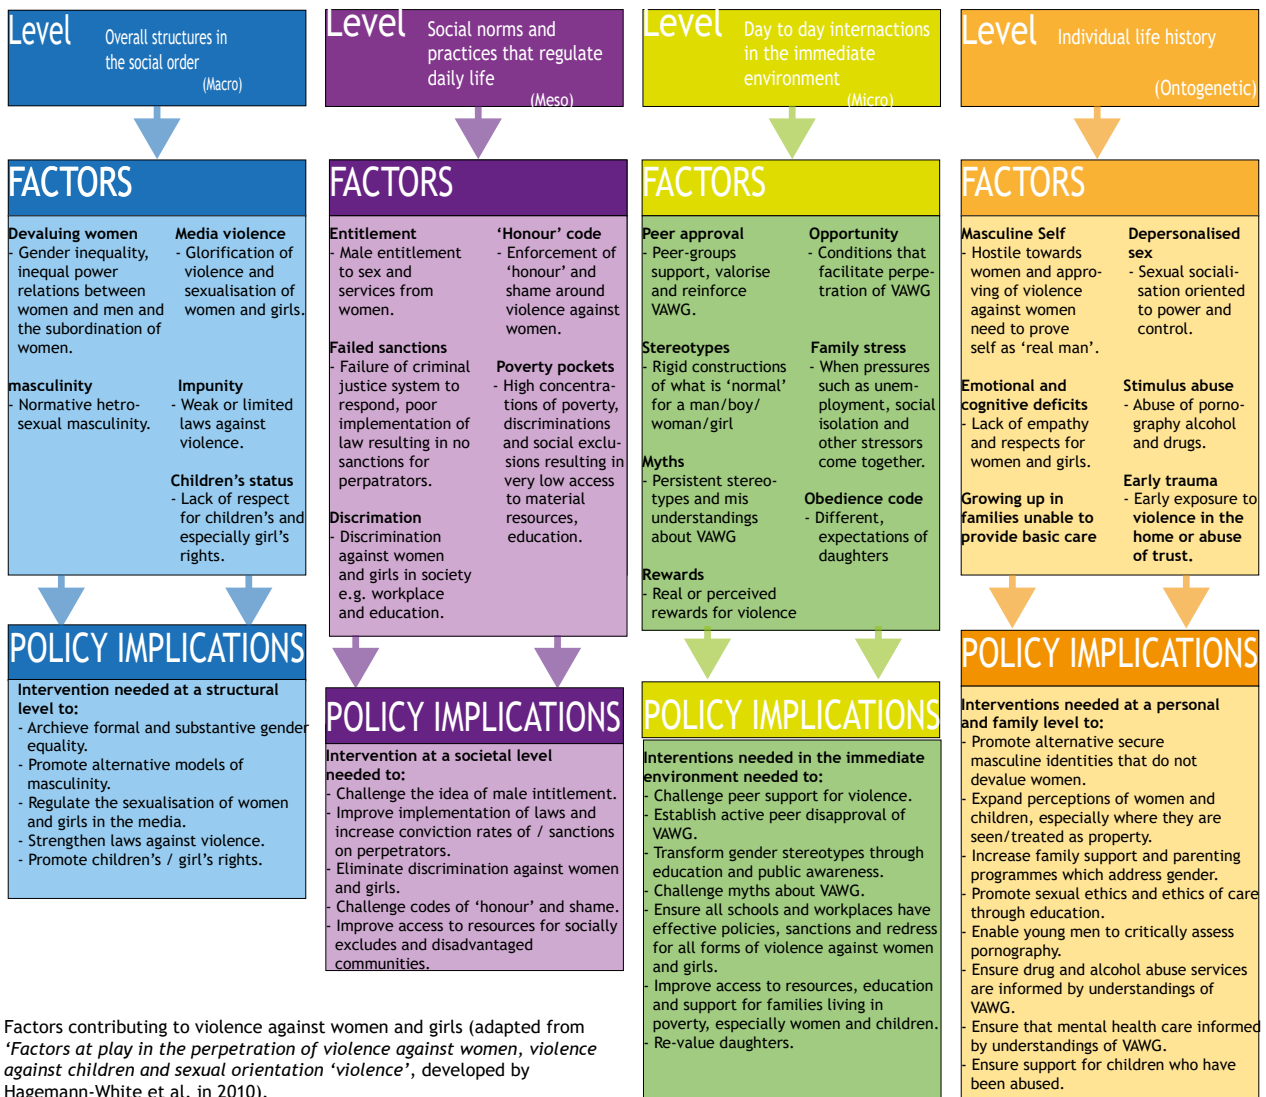 Level
Overall structures in
the social order
(Macro)
FACTORS
Devaluing women
- Gender inequality,
inequal power
relations between
women and men and
the subordination of
women.
masculinity
- Normative hetro-
sexual masculinity.
Media violence
- Glorification of
violence and
sexualisation of
women and girls.
Impunity
- Weak or limited
laws against
violence.
Children’s status
- Lack of respect
for children’s and
especially girl’s
rights.
POLICY IMPLICATIONS
Intervention needed at a structural
level to:
- Archieve formal and substantive gender
equality.
- Promote alternative models of
masculinity.
- Regulate the sexualisation of women
and girls in the media.
- Strengthen laws against violence.
- Promote children’s / girl’s rights.
Level
Social norms and
practices that regulate
daily life
(Meso)
FACTORS
Entitlement
- Male entitlement
to sex and
services from
women.
Failed sanctions
- Failure of criminal
justice system to
respond, poor
implementation of
law resulting in no
sanctions for
perpatrators.
Discrimation
- Discrimination
against women
and girls in society
e.g. workplace
and education.
‘Honour’ code
- Enforcement of
‘honour’ and
shame around
violence against
women.
Poverty pockets
- High concentra-
tions of poverty,
discriminations
and social exclu-
sions resulting in
very low access
to material
resources,
education.
POLICY IMPLICATIONS
Intervention at a societal level
needed to:
- Challenge the idea of male intitlement.
- Improve implementation of laws and
increase conviction rates of / sanctions
on perpetrators.
- Eliminate discrimination against women
and girls.
- Challenge codes of ‘honour’ and shame.
- Improve access to resources for socially
excludes and disadvantaged
communities.
Level
Day to day internactions
in the immediate
environment
(Micro)
FACTORS
Peer approval
- Peer-groups
support, valorise
and reinforce
VAWG.
Stereotypes
- Rigid constructions
of what is ‘normal’
for a man/boy/
woman/girl
Myths
- Persistent stereo-
types and mis
understandings
about VAWG
Rewards
- Real or perceived
rewards for violence
Opportunity
- Conditions that
facilitate perpe-
tration of VAWG
Family stress
- When pressures
such as unem-
ployment, social
isolation and
other stressors
come together.
Obedience code
- Different,
expectations of
daughters
POLICY IMPLICATIONS
Interentions needed in the immediate
environment needed to:
- Challenge peer support for violence.
- Establish active peer disapproval of
VAWG.
- Transform gender stereotypes through
education and public awareness.
- Challenge myths about VAWG.
- Ensure all schools and workplaces have
effective policies, sanctions and redress
for all forms of violence against women
and girls.
- Improve access to resources, education
and support for families living in
poverty, especially women and children.
- Re-value daughters.
Level
Individual life history
(Ontogenetic)
FACTORS
Masculine Self
- Hostile towards
women and appro-
ving of violence
against women
need to prove
self as ‘real man’.
Emotional and
cognitive deficits
- Lack of empathy
and respects for
women and girls.
Growing up in
families unable to
provide basic care
Depersonalised
sex
- Sexual sociali-
sation oriented
to power and
control.
Stimulus abuse
- Abuse of porno-
graphy alcohol
and drugs.
Early trauma
- Early exposure to
violence in the
home or abuse
of trust.
POLICY IMPLICATIONS
Interventions needed at a personal
and family level to:
- Promote alternative secure
masculine identities that do not
devalue women.
- Expand perceptions of women and
children, especially where they are
seen/treated as property.
- Increase family support and parenting
programmes which address gender.
- Promote sexual ethics and ethics of care
through education.
- Enable young men to critically assess
pornography.
- Ensure drug and alcohol abuse services
are informed by understandings of
VAWG.
- Ensure that mental health care informed
by understandings of VAWG.
- Ensure support for children who have
been abused.
Factors contributing to violence against women and girls (adapted from
‘Factors at play in the perpetration of violence against women, violence
against children and sexual orientation ‘violence’, developed by
Hagemann-White et al. in 2010).